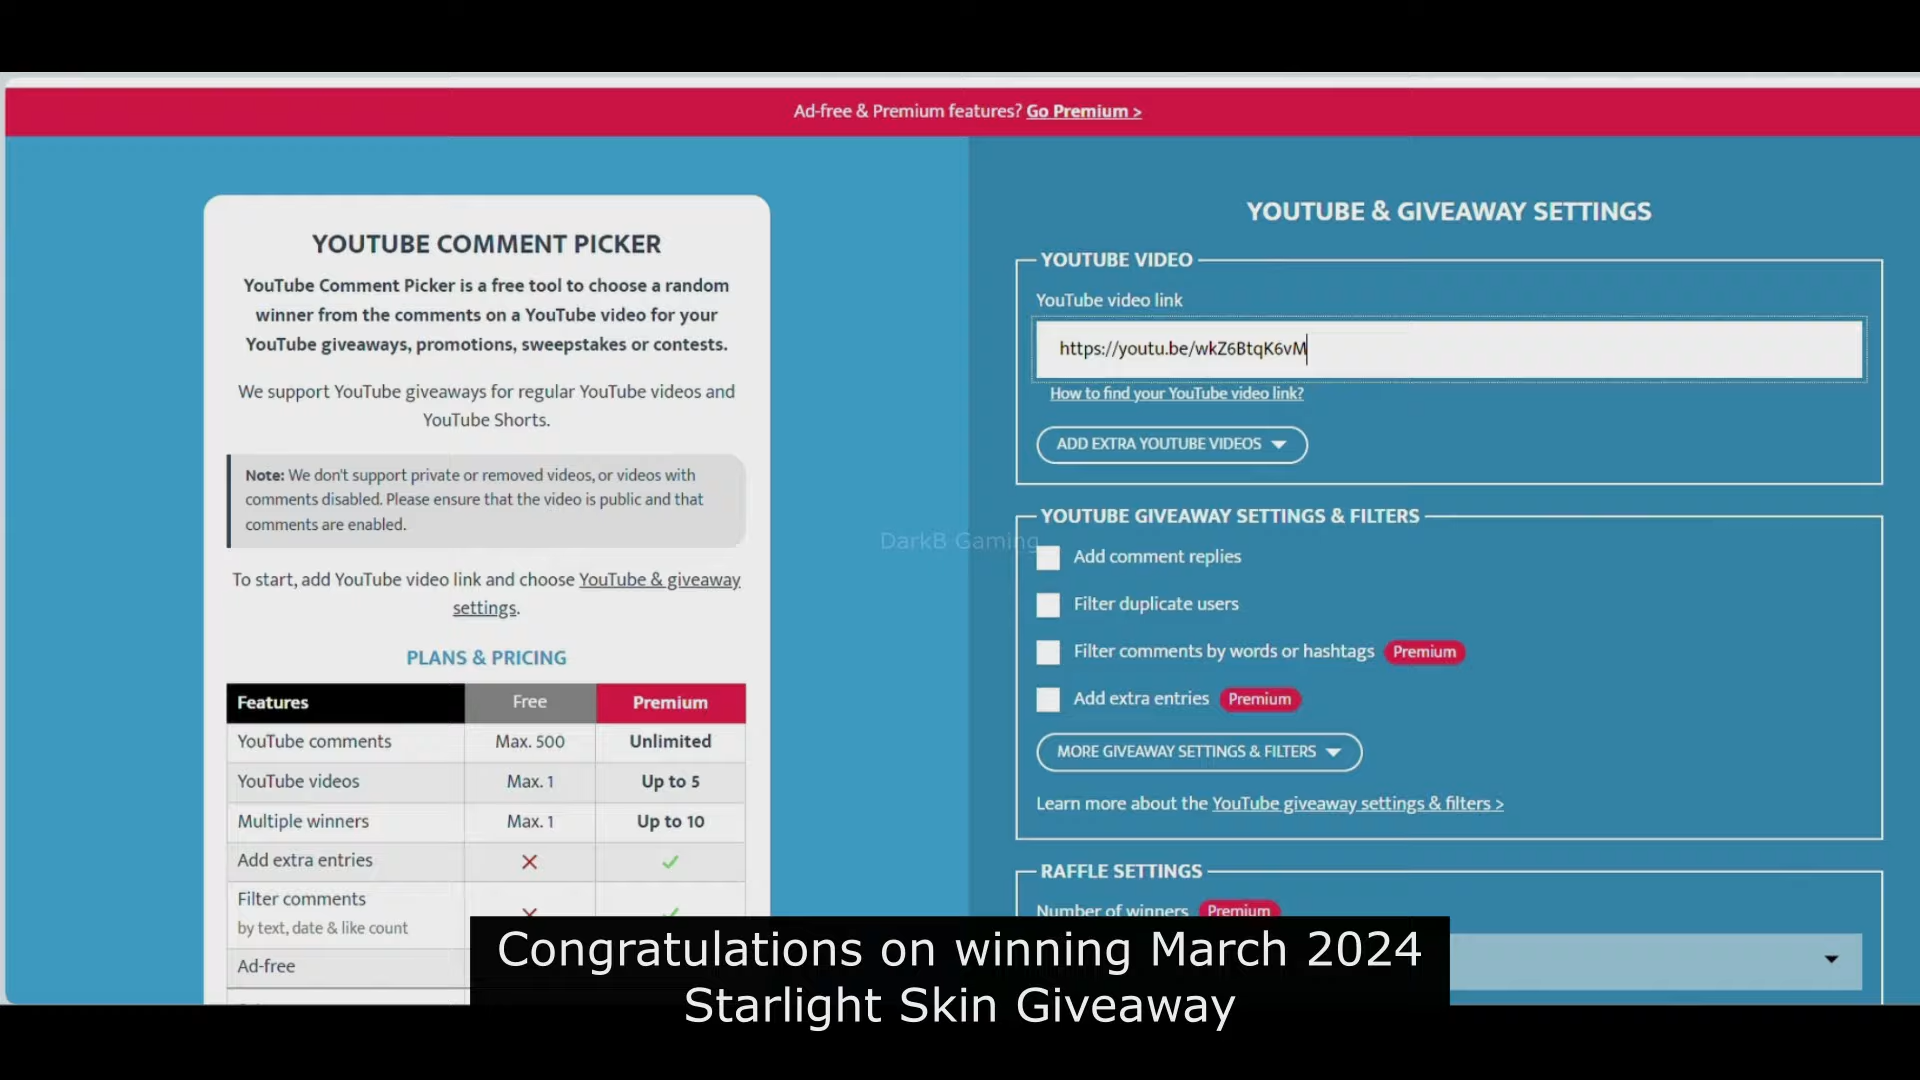 Ad-free & Premium features? Go Premium >
YOUTUBE COMMENT PICKER
YouTube Comment Picker is a free tool to choose a random
winner from the comments on a YouTube video for your
YouTube giveaways, promotions, sweepstakes or contests.
We support YouTube giveaways for regular YouTube videos and
YouTube Shorts.
Note: We don't support private or removed videos, or videos with
comments disabled. Please ensure that the video is public and that
comments are enabled.
To start, add YouTube video link and choose YouTube & giveaway
settings.
PLANS & PRICING
Features Free Premium
YouTube comments Max. 500 Unlimited
YouTube videos Max. 1 Up to 5
Multiple winners Max. 1 Up to 10
Add extra entries
Filter comments
by text, date & like count
Ad-free
YOUTUBE & GIVEAWAY SETTINGS
YOUTUBE VIDEO
YouTube video link
https://youtu.be/wkZ6BtqK6vM
How to find your YouTube video link?
ADD EXTRA YOUTUBE VIDEOS
YOUTUBE GIVEAWAY SETTINGS & FILTERS
DarkB Gaming
Add comment replies
Filter duplicate users
Filter comments by words or hashtags Premium
Add extra entries Premium
MORE GIVEAWAY SETTINGS & FILTERS
Learn more about the YouTube giveaway settings & filters >
RAFFLE SETTINGS
Number of winners Premium
Congratulations on winning March 2024
Starlight Skin Giveaway